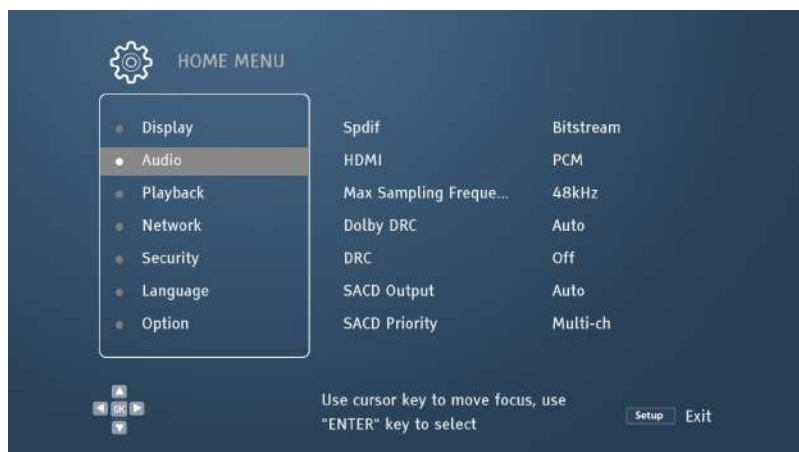 HOME MENU
Display
Audio
Playback
Network
Security
Language
Option
Spdif Bitstream
HDMI PCM
Max Sampling Freque... 48kHz
Dolby DRC Auto
DRC Off
SACD Output Auto
SACD Priority Multi-ch
OK
Use cursor key to move focus, use
"ENTER" key to select
Setup Exit